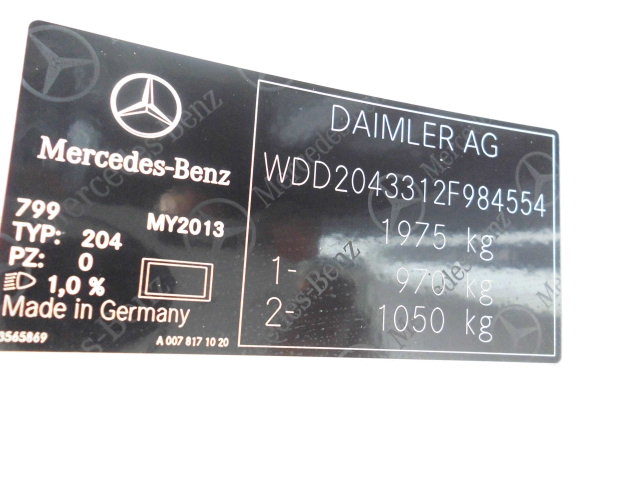 Mercedes-Benz
799 MY2013
TYP: 204
PZ: 0
1,0 %
Made in Germany
3565869 A 007 817 10 20
DAIMLER AG
WDD2043312F984554
1975 kg
1- 970 kg
2- 1050 kg